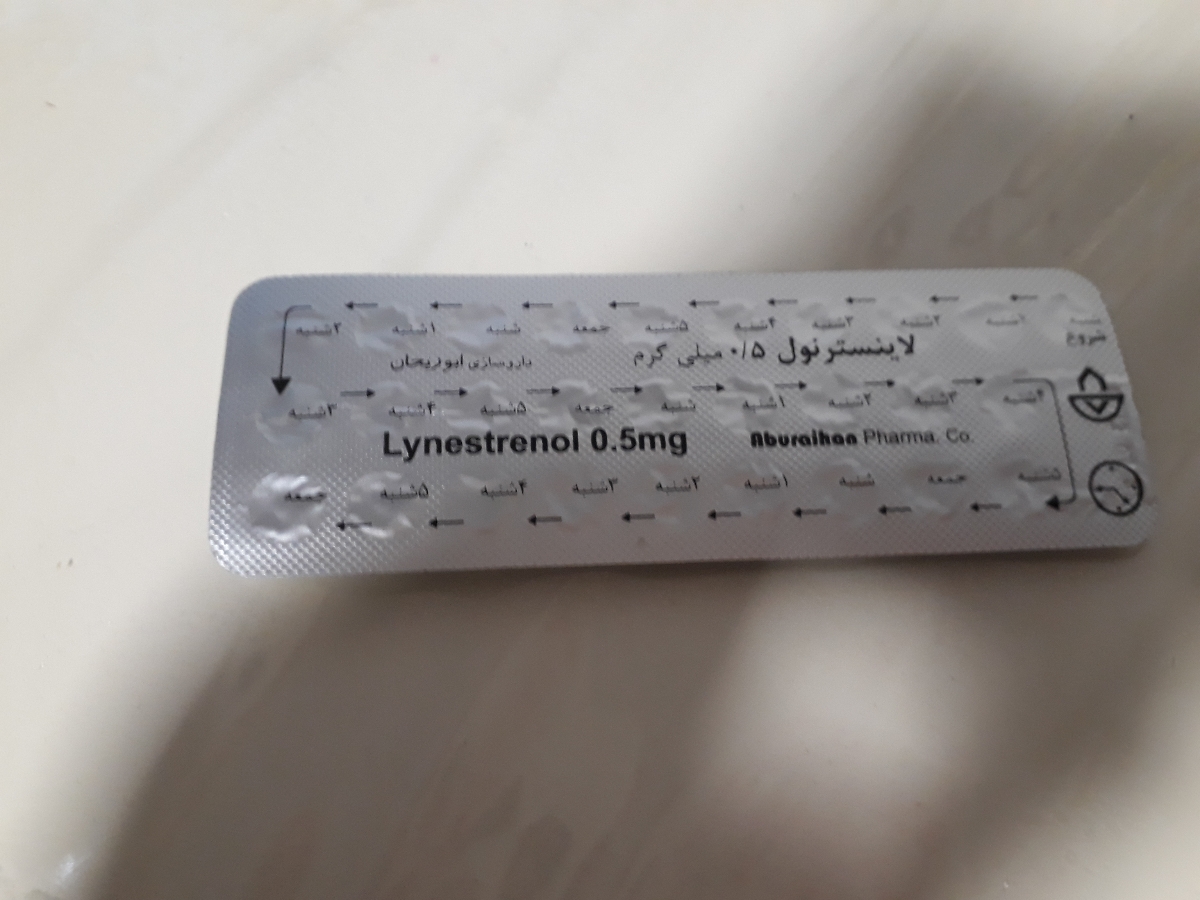 شنبه ۱شنبه ۲شنبه ۳شنبه ۴شنبه ۵شنبه جمعه شنبه ۱شنبه ۲شنبه
شروع
لاینسترنول ۰/۵ میلی گرم داروسازی ابوریحان
۴شنبه ۳شنبه ۲شنبه ۱شنبه شنبه جمعه ۵شنبه ۴شنبه ۳شنبه
Lynestrenol 0.5mg Aburaihan Pharma. Co.
۵شنبه جمعه شنبه ۱شنبه ۲شنبه ۳شنبه ۴شنبه ۵شنبه جمعه